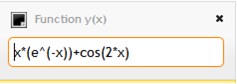 Function y(x)
x*(e^(-x))+cos(2*x)